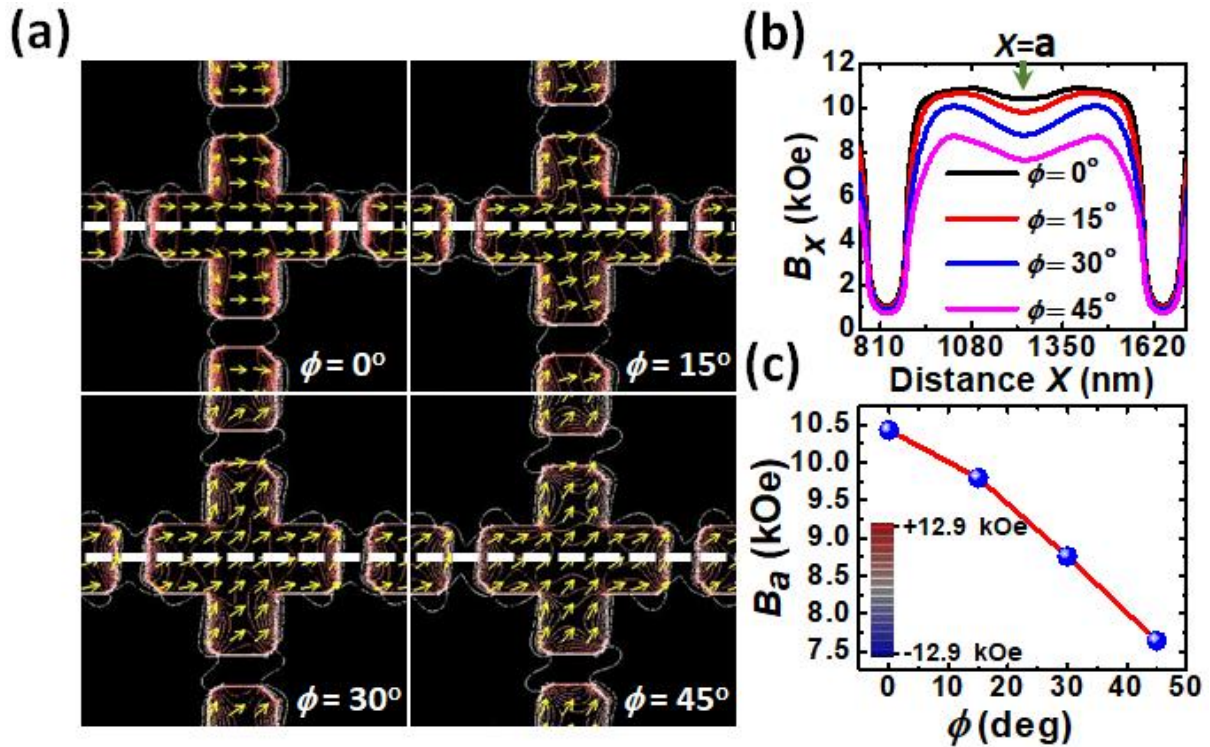 (a)
ϕ = 0°
ϕ = 15°
ϕ = 30°
ϕ = 45°
(b)
X=a
12
10
8
6
4
2
0
Bx (kOe)
ϕ = 0°
ϕ = 15°
ϕ = 30°
ϕ = 45°
810 1080 1350 1620
Distance X (nm)
(c)
10.5
10.0
9.5
9.0
8.5
8.0
7.5
Ba (kOe)
+12.9 kOe
-12.9 kOe
0 10 20 30 40 50
ϕ (deg)